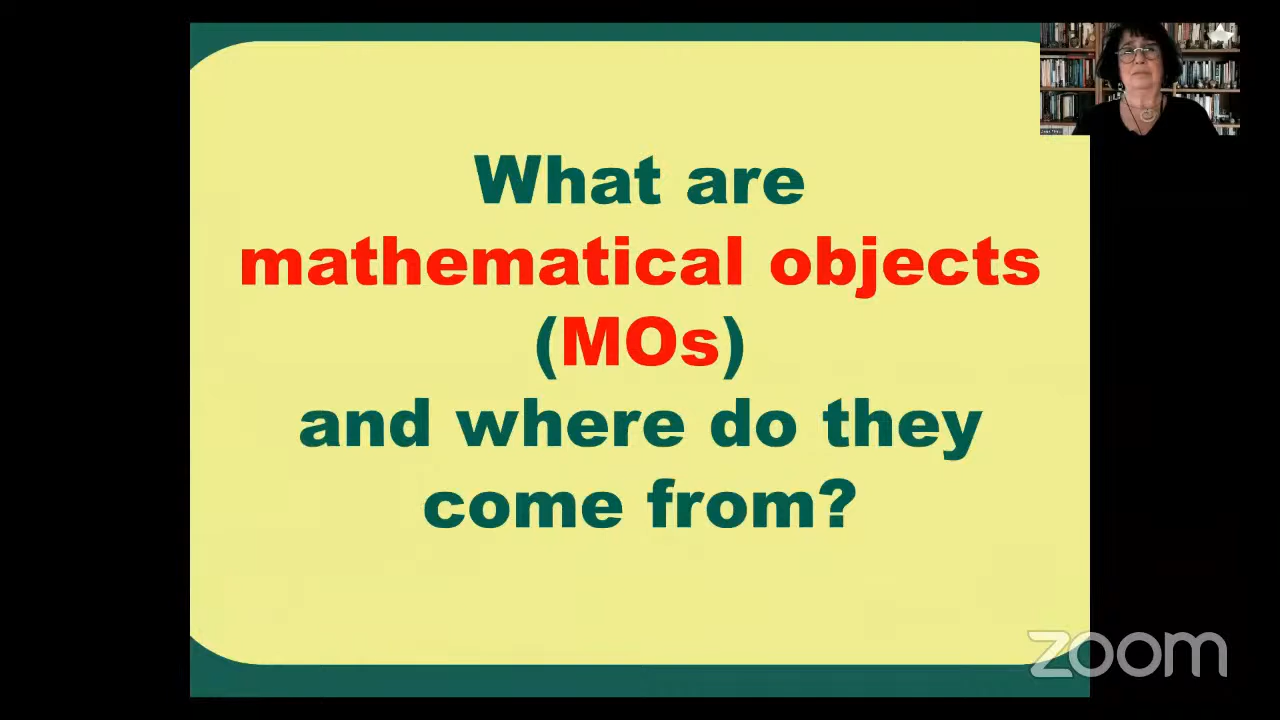 What are
mathematical objects
(MOs)
and where do they
come from?
zoom